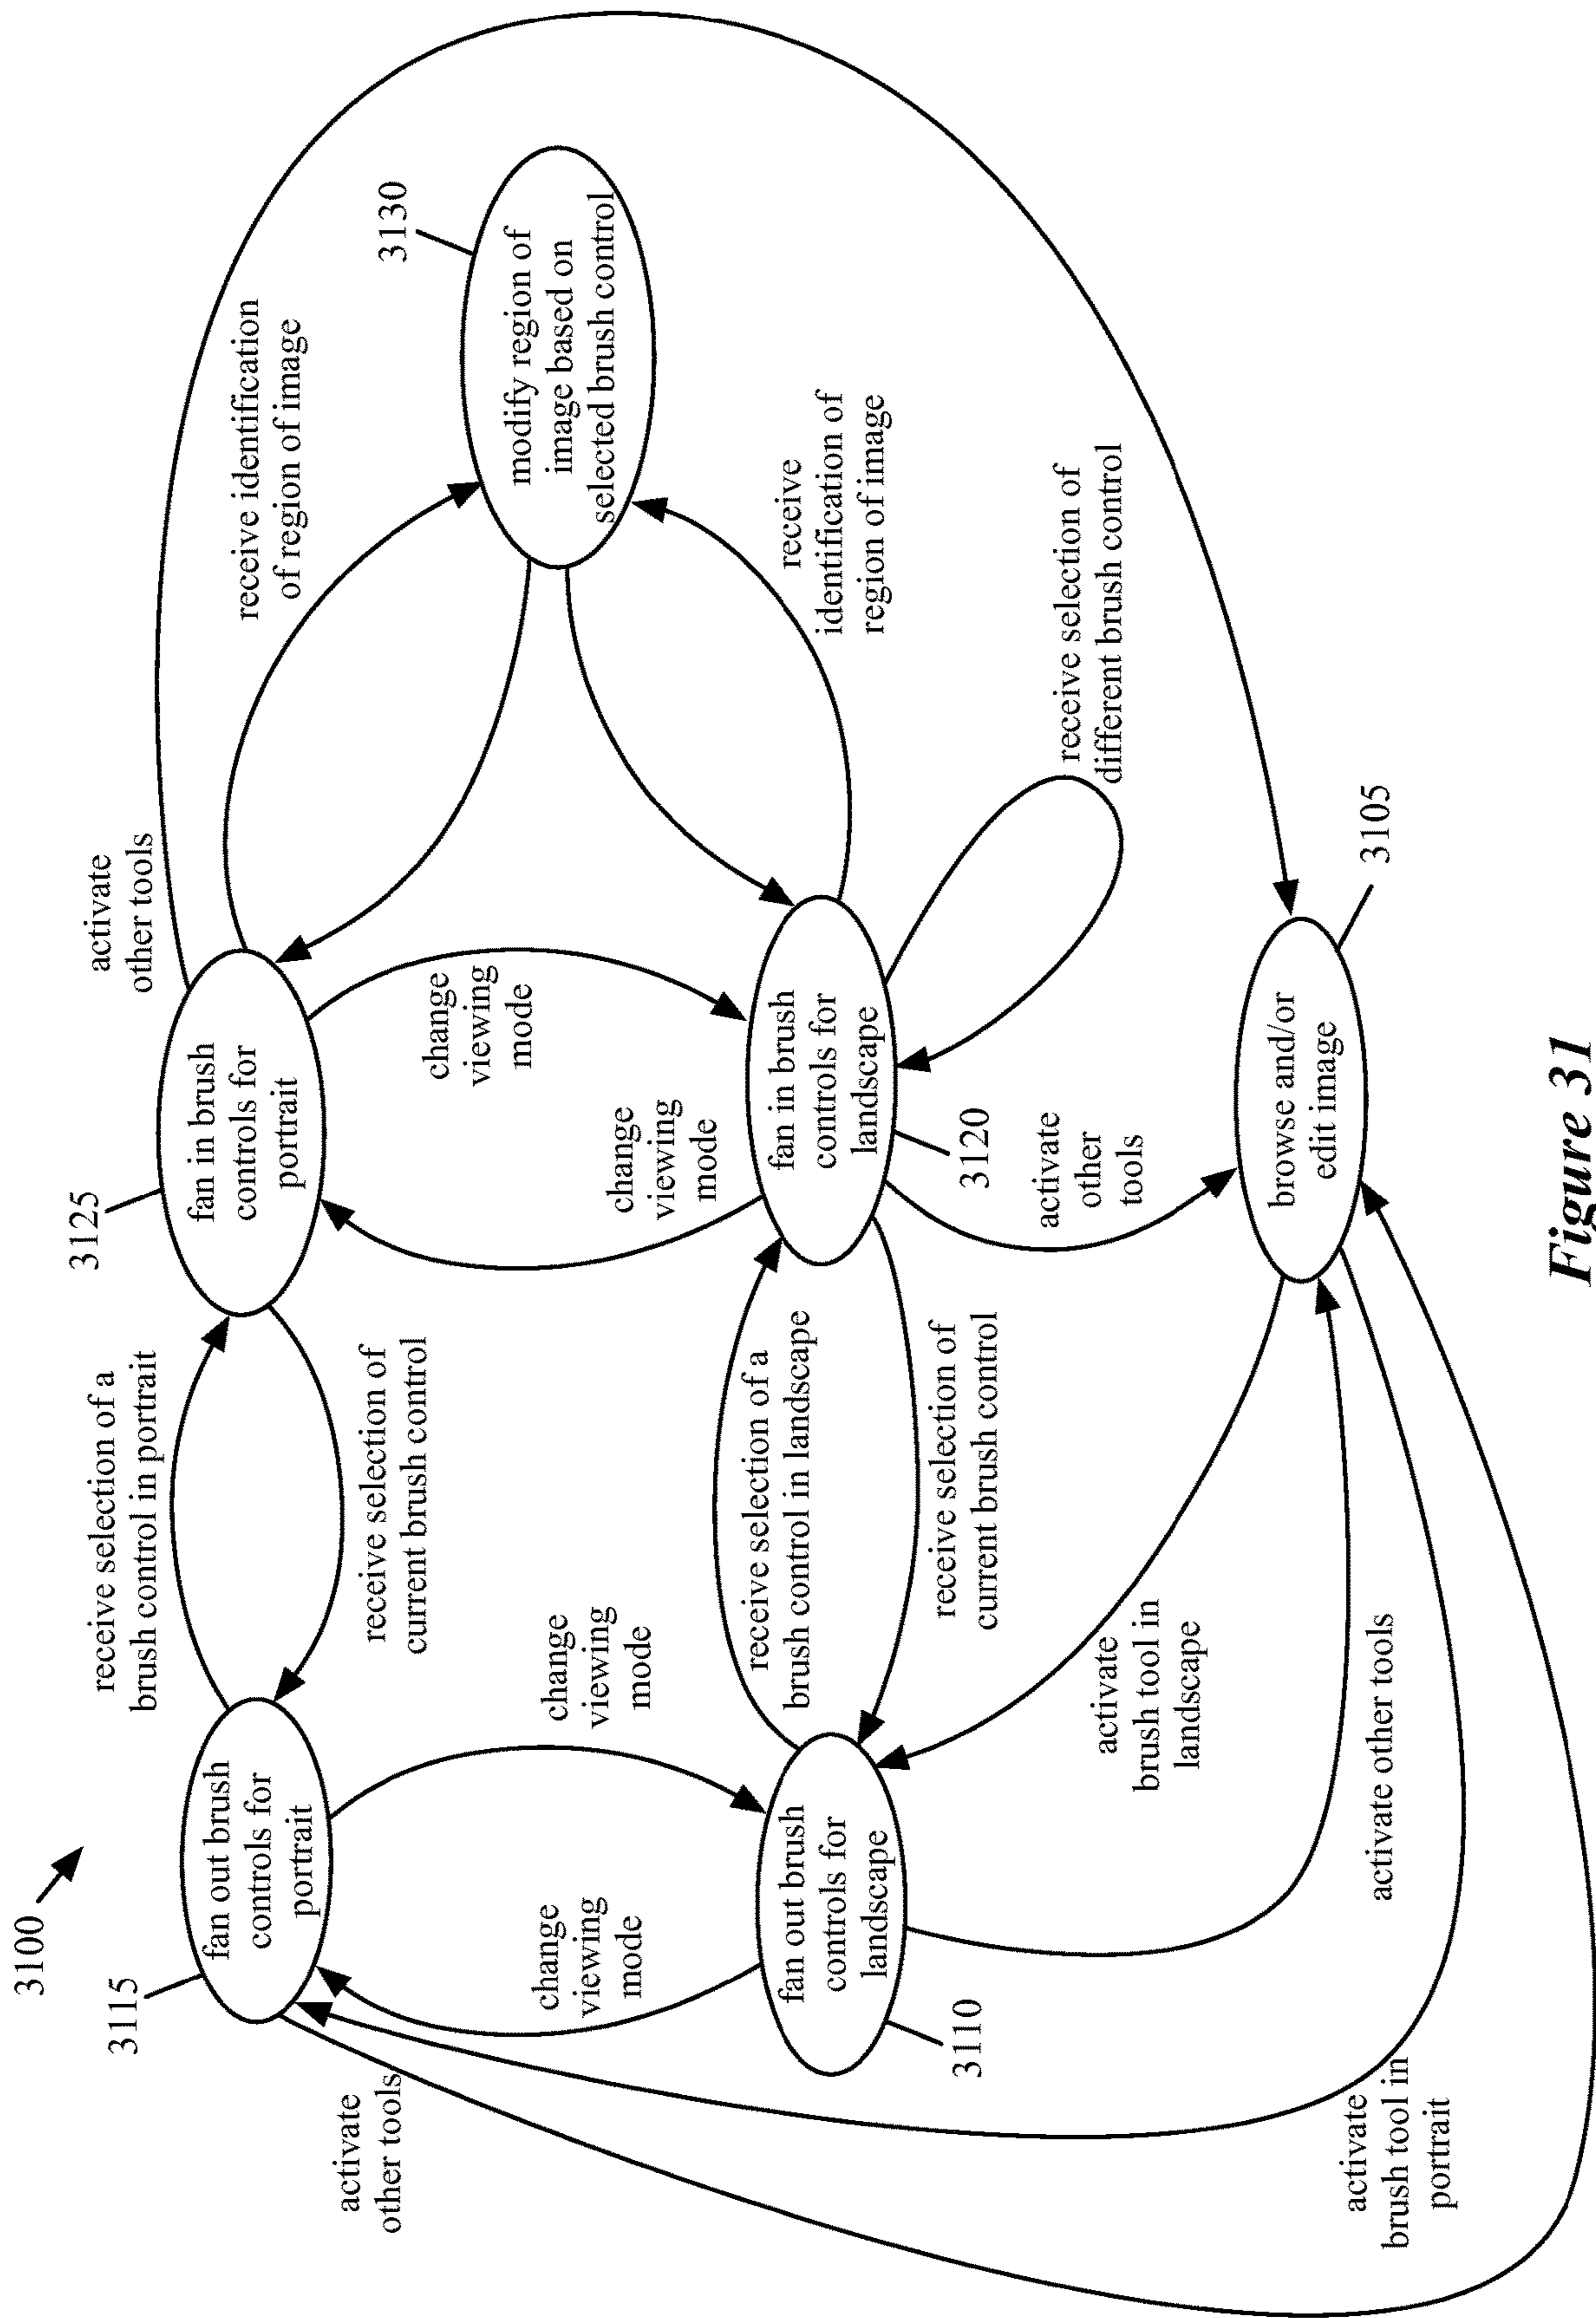 3100
3115
fan out brush
controls for
portrait
receive selection of a
brush control in portrait
receive selection of
current brush control
3125
fan in brush
controls for
portrait
activate
other tools
receive identification
of region of image
3130
modify region of
image based on
selected brush control
activate
other tools
change
viewing
mode
change
viewing
mode
change
viewing
mode
change
viewing
mode
receive
identification of
region of image
fan out brush
controls for
landscape
3110
receive selection of a
brush control in landscape
receive selection of
current brush control
fan in brush
controls for
landscape
3120
receive selection of
different brush control
activate
brush tool in
landscape
activate
other
tools
activate other tools
browse and/or
edit image
3105
activate
brush tool in
portrait
Figure 31